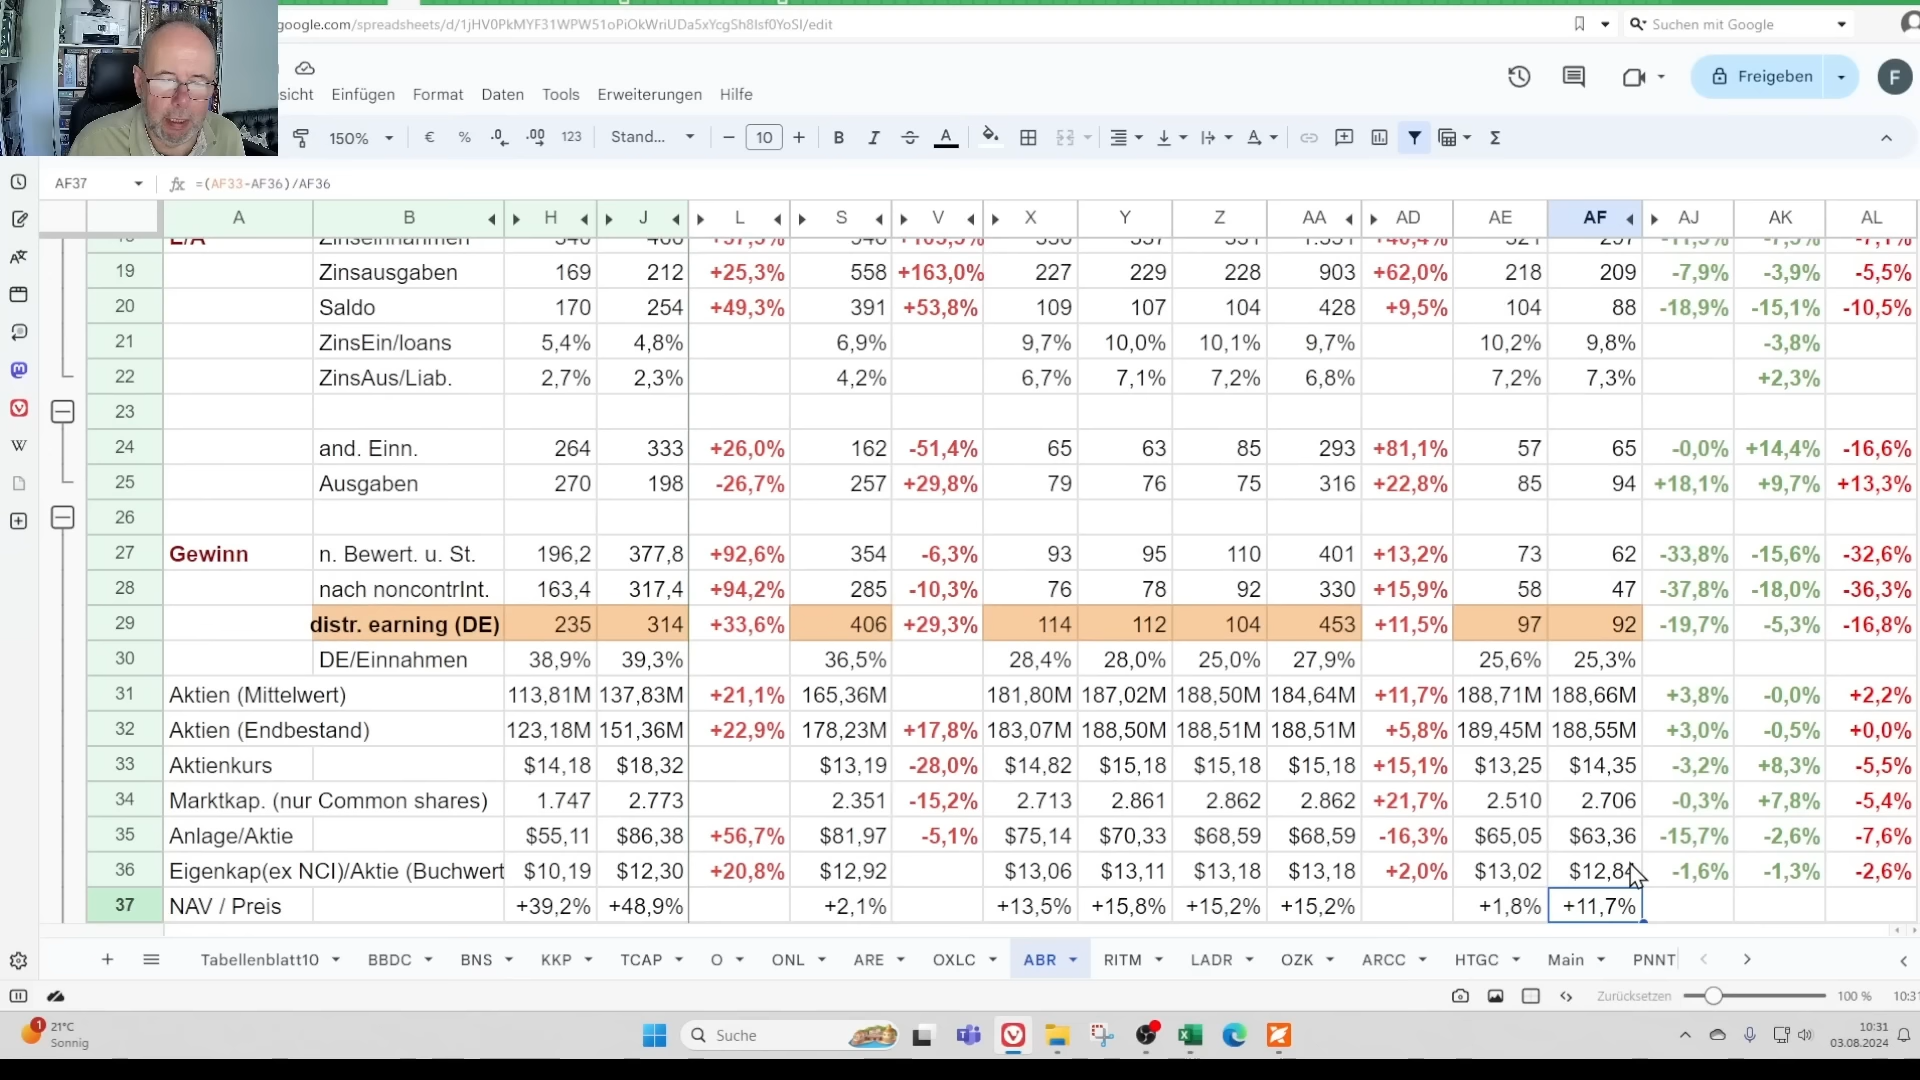 google.com/spreadsheets/d/1jHV0PkMYF31WPW51oPiOkWriUDa5xYcgSh8Isf0YoSI/edit
Suchen mit Google
sicht Einfügen Format Daten Tools Erweiterungen Hilfe
Freigeben F
150% € % .0 .00 123 Stand... − 10 + B I A Σ
AF37 fx =(AF33-AF36)/AF36
A B H J L S V X Y Z AA AD AE AF AJ AK AL
19 Zinsausgaben 169 212 +25,3% 558 +163,0% 227 229 228 903 +62,0% 218 209 -7,9% -3,9% -5,5%
20 Saldo 170 254 +49,3% 391 +53,8% 109 107 104 428 +9,5% 104 88 -18,9% -15,1% -10,5%
21 ZinsEin/loans 5,4% 4,8% 6,9% 9,7% 10,0% 10,1% 9,7% 10,2% 9,8% -3,8%
22 ZinsAus/Liab. 2,7% 2,3% 4,2% 6,7% 7,1% 7,2% 6,8% 7,2% 7,3% +2,3%
23
24 and. Einn. 264 333 +26,0% 162 -51,4% 65 63 85 293 +81,1% 57 65 -0,0% +14,4% -16,6%
25 Ausgaben 270 198 -26,7% 257 +29,8% 79 76 75 316 +22,8% 85 94 +18,1% +9,7% +13,3%
26
27 Gewinn n. Bewert. u. St. 196,2 377,8 +92,6% 354 -6,3% 93 95 110 401 +13,2% 73 62 -33,8% -15,6% -32,6%
28 nach noncontrInt. 163,4 317,4 +94,2% 285 -10,3% 76 78 92 330 +15,9% 58 47 -37,8% -18,0% -36,3%
29 distr. earning (DE) 235 314 +33,6% 406 +29,3% 114 112 104 453 +11,5% 97 92 -19,7% -5,3% -16,8%
30 DE/Einnahmen 38,9% 39,3% 36,5% 28,4% 28,0% 25,0% 27,9% 25,6% 25,3%
31 Aktien (Mittelwert) 113,81M 137,83M +21,1% 165,36M 181,80M 187,02M 188,50M 184,64M +11,7% 188,71M 188,66M +3,8% -0,0% +2,2%
32 Aktien (Endbestand) 123,18M 151,36M +22,9% 178,23M +17,8% 183,07M 188,50M 188,51M 188,51M +5,8% 189,45M 188,55M +3,0% -0,5% +0,0%
33 Aktienkurs $14,18 $18,32 $13,19 -28,0% $14,82 $15,18 $15,18 $15,18 +15,1% $13,25 $14,35 -3,2% +8,3% -5,5%
34 Marktkap. (nur Common shares) 1.747 2.773 2.351 -15,2% 2.713 2.861 2.862 2.862 +21,7% 2.510 2.706 -0,3% +7,8% -5,4%
35 Anlage/Aktie $55,11 $86,38 +56,7% $81,97 -5,1% $75,14 $70,33 $68,59 $68,59 -16,3% $65,05 $63,36 -15,7% -2,6% -7,6%
36 Eigenkap(ex NCI)/Aktie (Buchwert $10,19 $12,30 +20,8% $12,92 $13,06 $13,11 $13,18 $13,18 +2,0% $13,02 $12,84 -1,6% -1,3% -2,6%
37 NAV / Preis +39,2% +48,9% +2,1% +13,5% +15,8% +15,2% +15,2% +1,8% +11,7%
+ Tabellenblatt10 BBDC BNS KKP TCAP O ONL ARE OXLC ABR RITM LADR OZK ARCC HTGC Main PNNT
Zurücksetzen 100 % 10:31
1 21°C
Sonnig
Suche
10:31
03.08.2024